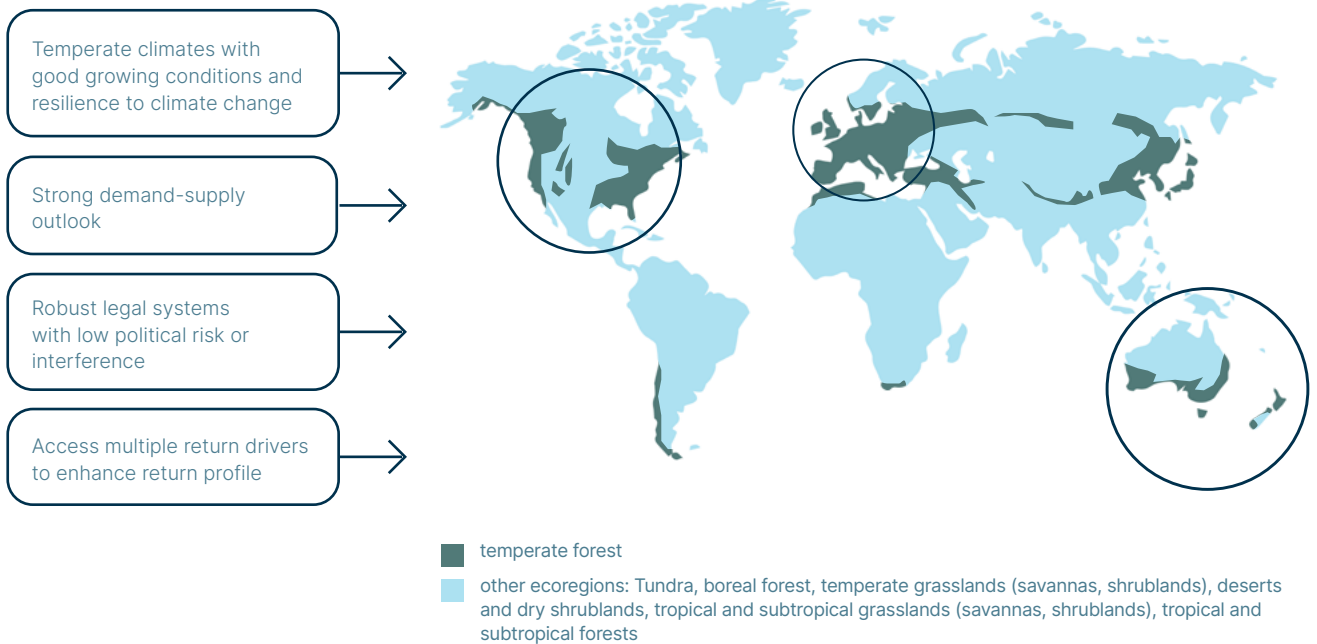 Temperate climates with
good growing conditions and
resilience to climate change
Strong demand-supply
outlook
Robust legal systems
with low political risk or
interference
Access multiple return drivers
to enhance return profile
temperate forest
other ecoregions: Tundra, boreal forest, temperate grasslands (savannas, shrublands), deserts
and dry shrublands, tropical and subtropical grasslands (savannas, shrublands), tropical and
subtropical forests